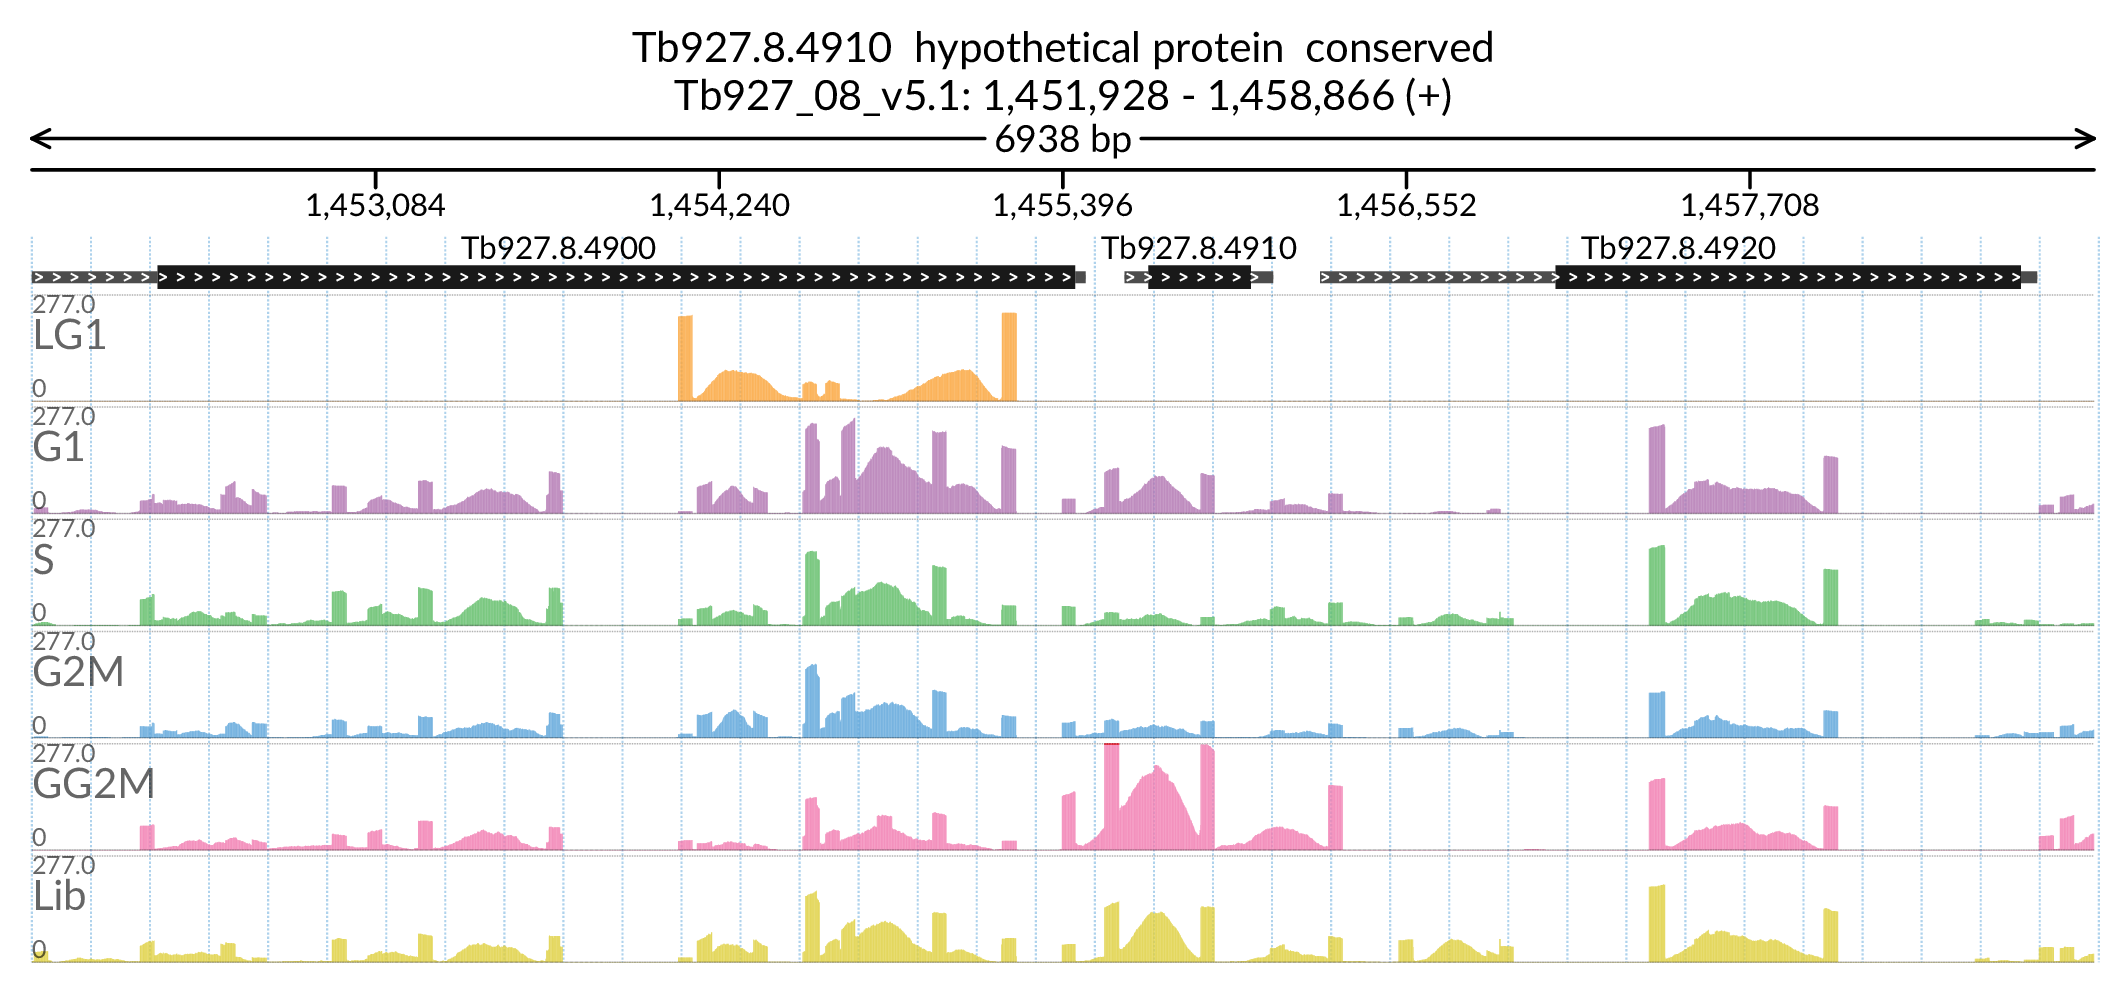 Tb927.8.4910 hypothetical protein conserved
Tb927_08_v5.1: 1,451,928 - 1,458,866 (+)
6938 bp
1,453,084 1,454,240 1,455,396 1,456,552 1,457,708
Tb927.8.4900 Tb927.8.4910 Tb927.8.4920
277.0
LG1
0
277.0
G1
0
277.0
S
0
277.0
G2M
0
277.0
GG2M
0
277.0
Lib
0